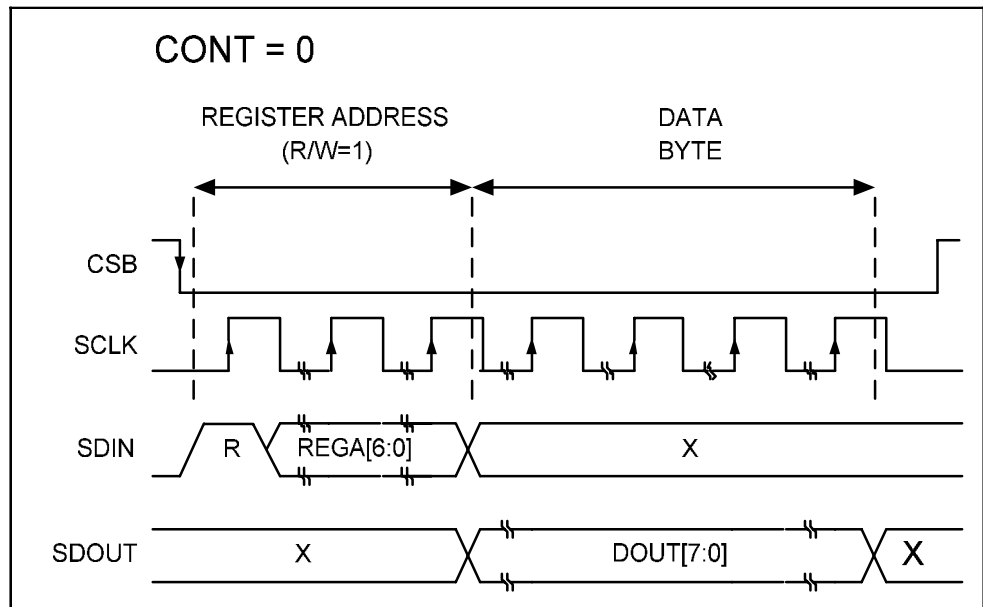 CONT = 0
REGISTER ADDRESS
(R/W=1)
DATA
BYTE
CSB
SCLK
SDIN
R
REGA[6:0]
X
SDOUT
X
DOUT[7:0]
X